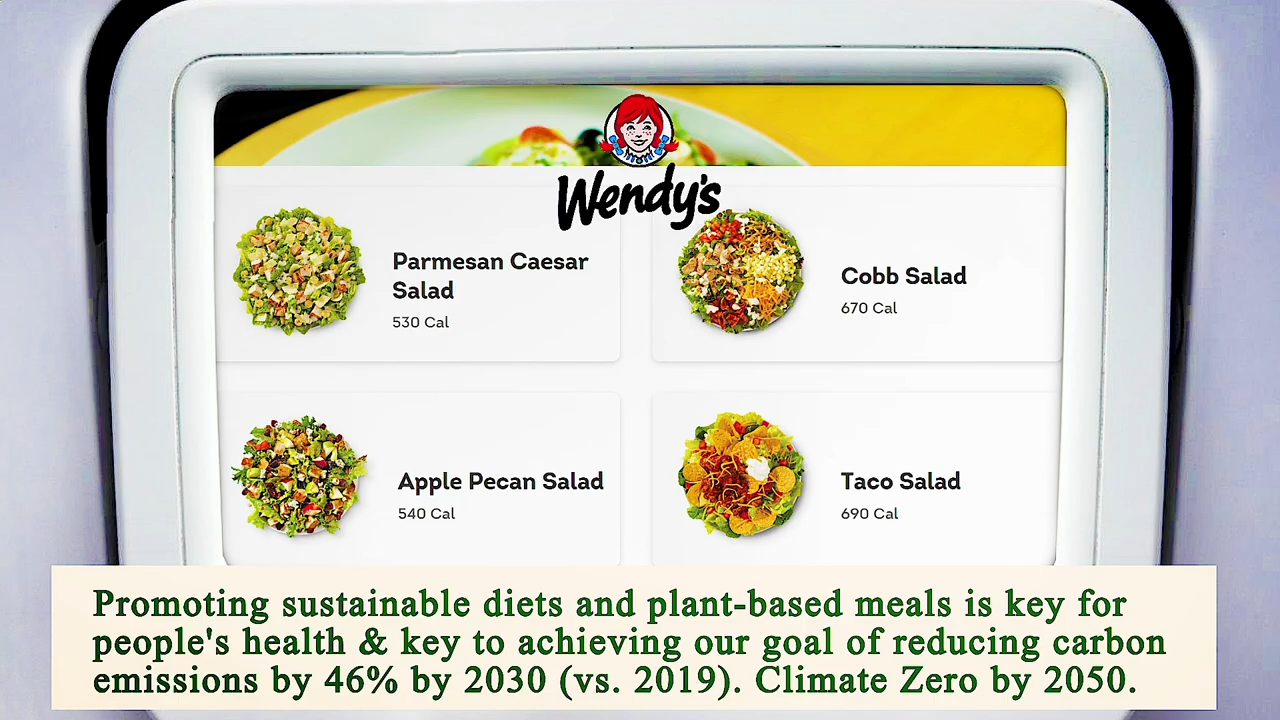 Wendy's
Parmesan Caesar
Salad
530 Cal
Cobb Salad
670 Cal
Apple Pecan Salad
540 Cal
Taco Salad
690 Cal
Promoting sustainable diets and plant-based meals is key for
people's health & key to achieving our goal of reducing carbon
emissions by 46% by 2030 (vs. 2019). Climate Zero by 2050.